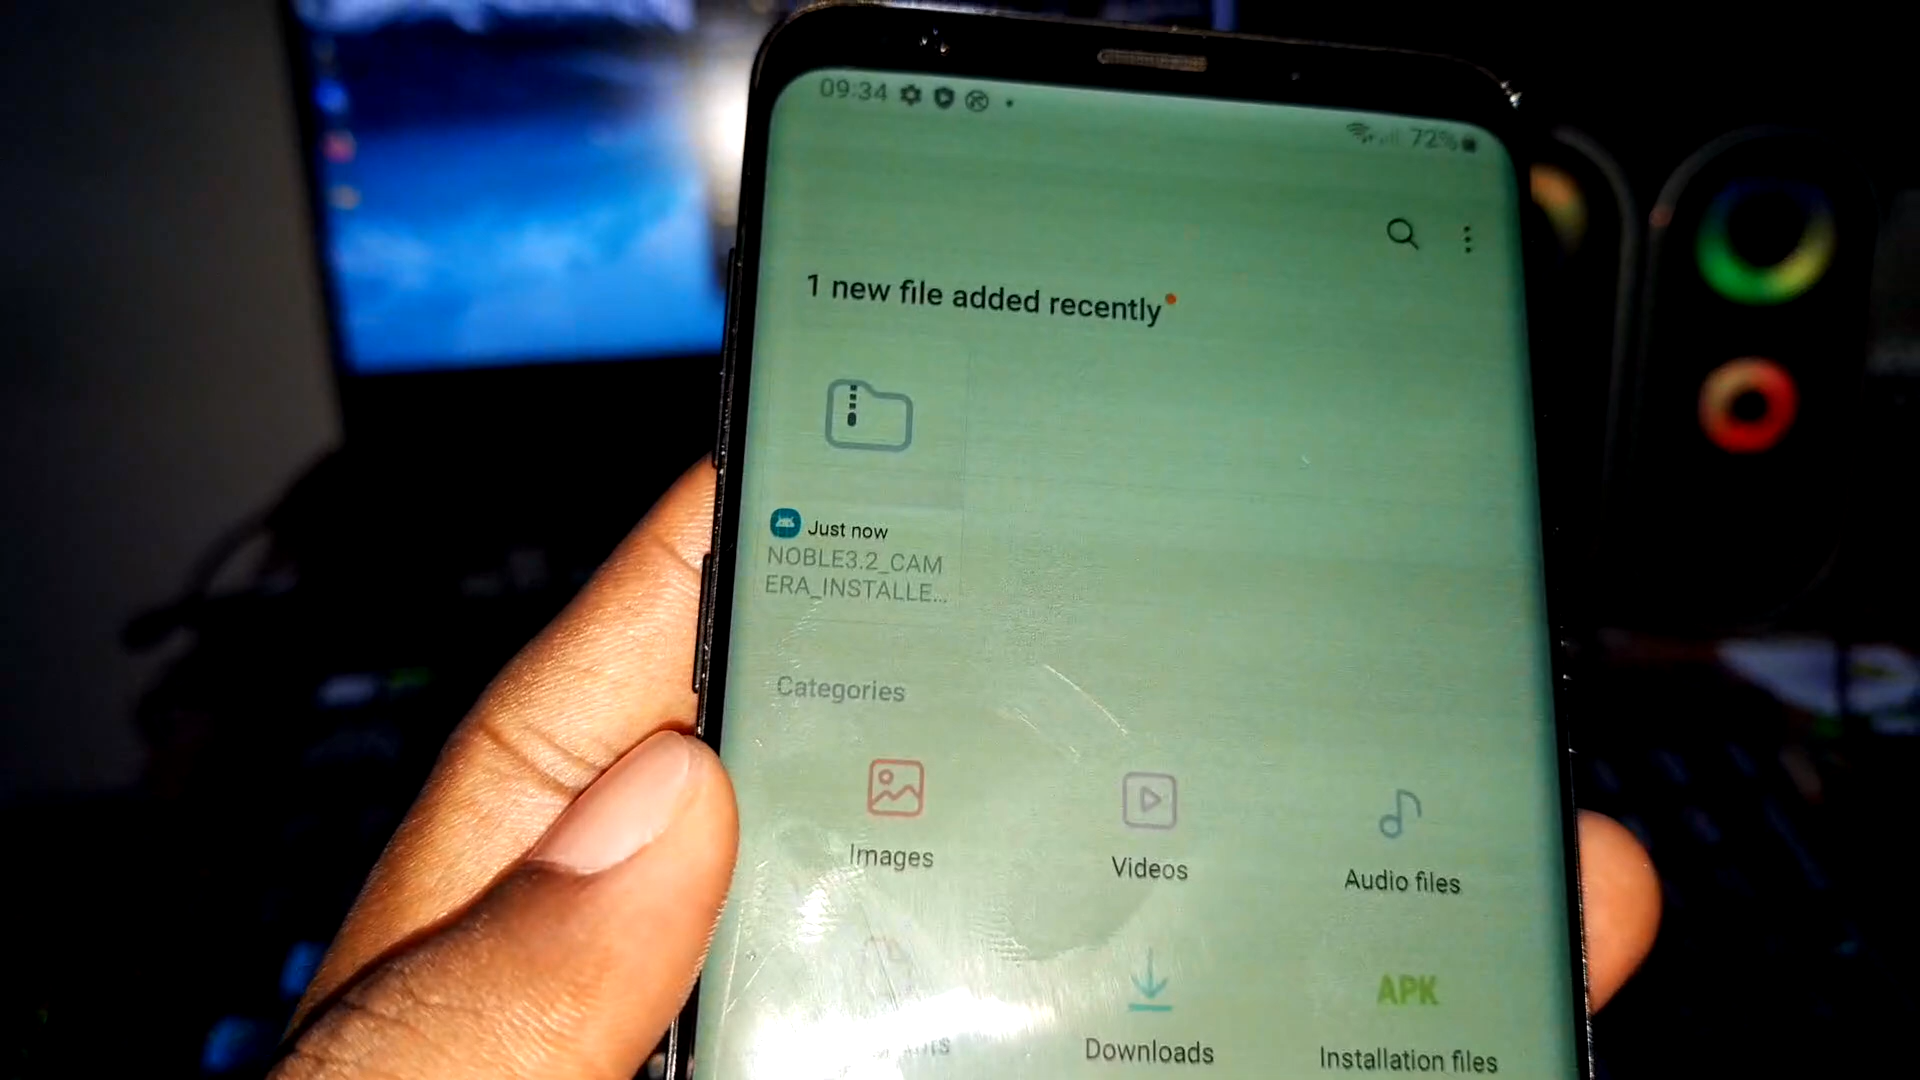 09:34
72%
1 new file added recently
Just now
NOBLE3.2_CAM
ERA_INSTALLE...
Categories
Images
Videos
Audio files
APK
Downloads
Installation files